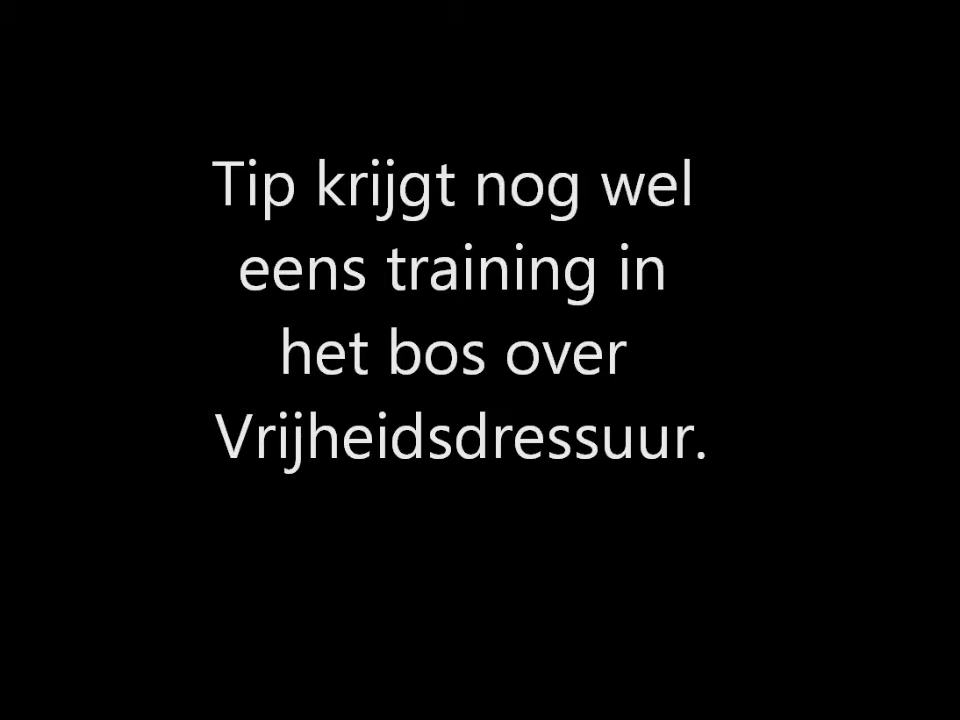 Tip krijgt nog wel
eens training in
het bos over
Vrijheidsdressuur.